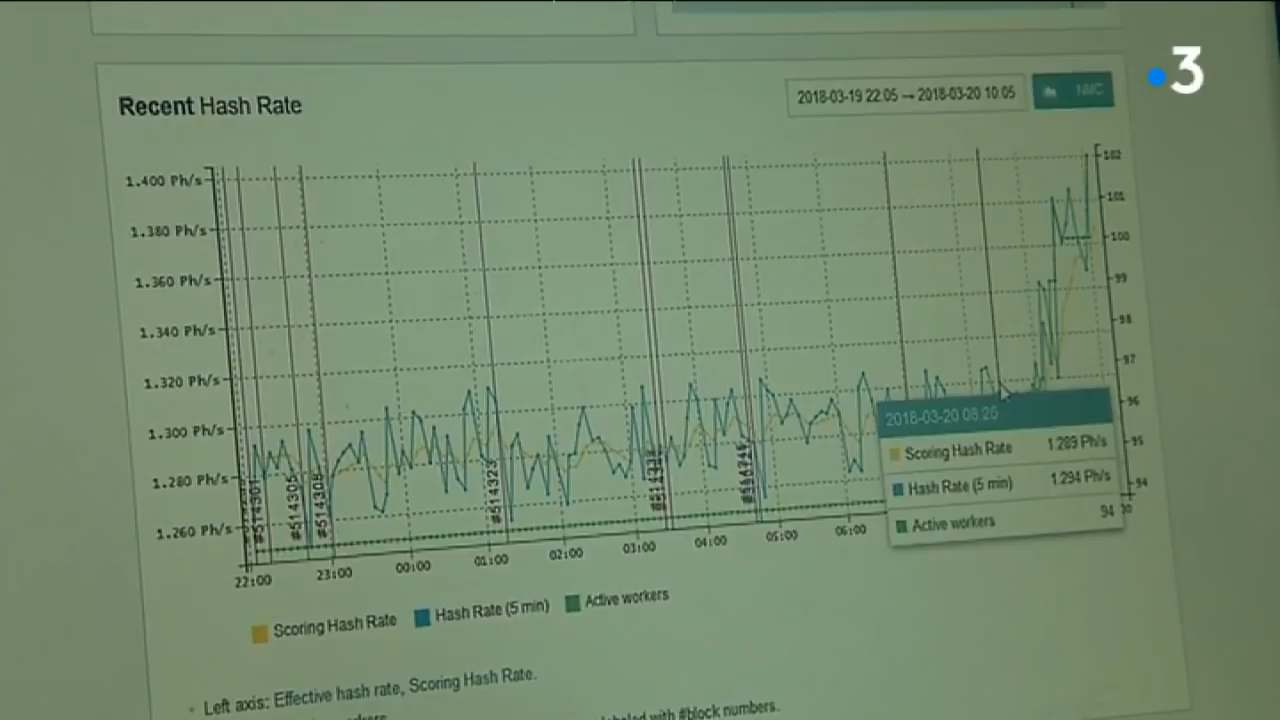 3
Recent Hash Rate
2018-03-19 22:05 → 2018-03-20 10:05
NMC
1.400 Ph/s
1.380 Ph/s
1.360 Ph/s
1.340 Ph/s
1.320 Ph/s
1.300 Ph/s
1.280 Ph/s
1.260 Ph/s
102
101
100
99
98
97
96
95
94
#514301
#514305
#514308
#514323
22:00
23:00
00:00
01:00
02:00
03:00
04:00
05:00
06:00
2018-03-20 08:25
Scoring Hash Rate 1.289 Ph/s
Hash Rate (5 min) 1.294 Ph/s
Active workers 94
Scoring Hash Rate Hash Rate (5 min) Active workers
Left axis: Effective hash rate, Scoring Hash Rate.
with #block numbers.